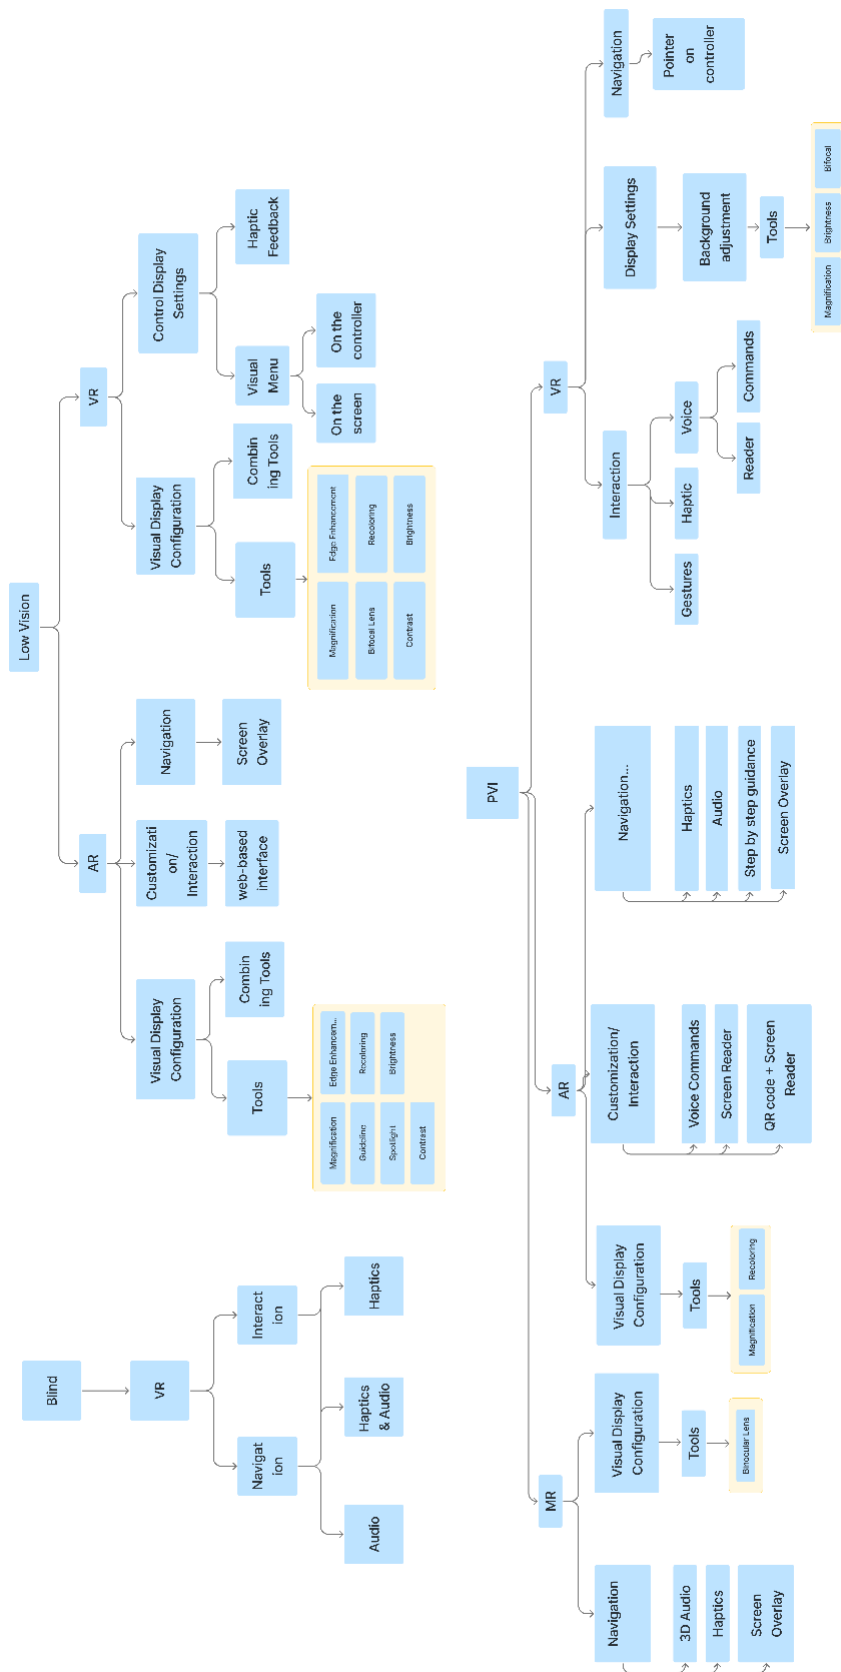 Blind
VR
Navigat
ion
Interact
ion
Audio
Haptics
& Audio
Haptics
Low Vision
AR
VR
Visual Display
Configuration
Customizati
on/
Interaction
Navigation
Visual Display
Configuration
Control Display
Settings
Tools
Combin
ing Tools
web-based
interface
Screen
Overlay
Tools
Combin
ing Tools
Visual
Menu
Haptic
Feedback
On the
screen
On the
controller
Magnification
Edge Enhancem...
Guideline
Recoloring
Spotlight
Brightness
Contrast
Magnification
Edge Enhancement
Bifocal Lens
Recoloring
Contrast
Brightness
PVI
MR
AR
VR
Navigation
3D Audio
Haptics
Screen
Overlay
Visual Display
Configuration
Tools
Binocular Lens
Visual Display
Configuration
Tools
Magnification
Recoloring
Customization/
Interaction
Voice Commands
Screen Reader
QR code + Screen
Reader
Navigation...
Haptics
Audio
Step by step guidance
Screen Overlay
Interaction
Gestures
Haptic
Voice
Reader
Commands
Display Settings
Background
adjustment
Tools
Magnification
Brightness
Bifocal
Navigation
Pointer
on
controller